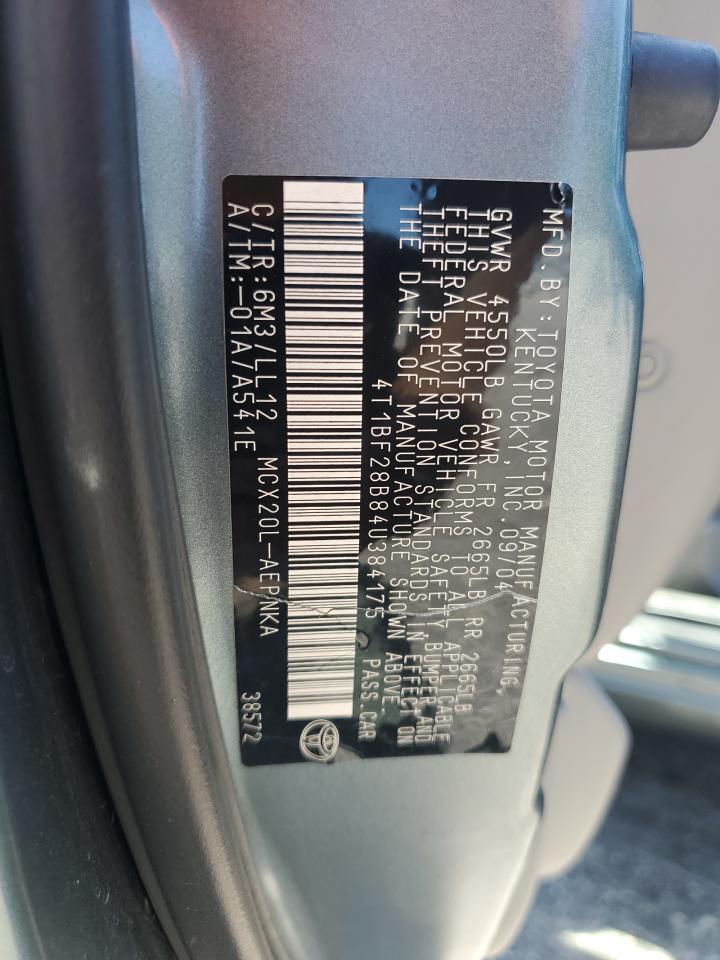 MFD. BY: TOYOTA MOTOR MANUFACTURING,
KENTUCKY, INC. 09/04
GVWR 4550LB GAWR FR 2665LB RR 2665LB
THIS VEHICLE CONFORMS TO ALL APPLICABLE
FEDERAL MOTOR VEHICLE SAFETY, BUMPER, AND
THEFT PREVENTION STANDARDS IN EFFECT ON
THE DATE OF MANUFACTURE SHOWN ABOVE.
4T1BF28B84U384175 PASS. CAR
C/TR:6M3/LL12 MCX20L-AEPNKA 38572
A/TM:-01A/A541E